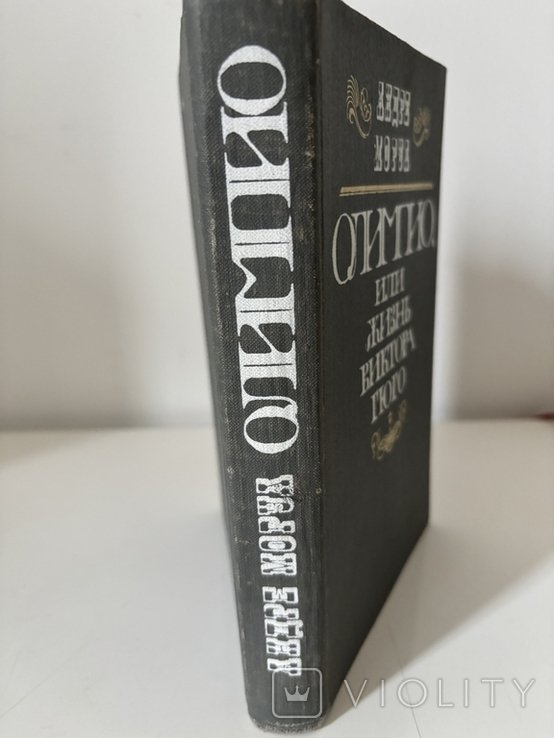 АНДРЕ МОРУА ОЛИМПИО
АНДРЕ
МОРУА
ОЛИМПИО,
ИЛИ
ЖИЗНЬ
ВИКТОРА
ГЮГО
VIOLITY